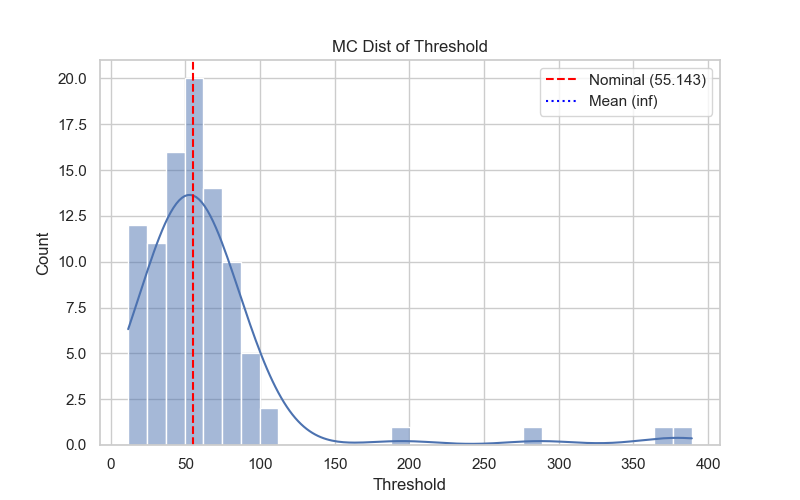 MC Dist of Threshold
Nominal (55.143)
Mean (inf)
Count
20.0
17.5
15.0
12.5
10.0
7.5
5.0
2.5
0.0
0 50 100 150 200 250 300 350 400
Threshold